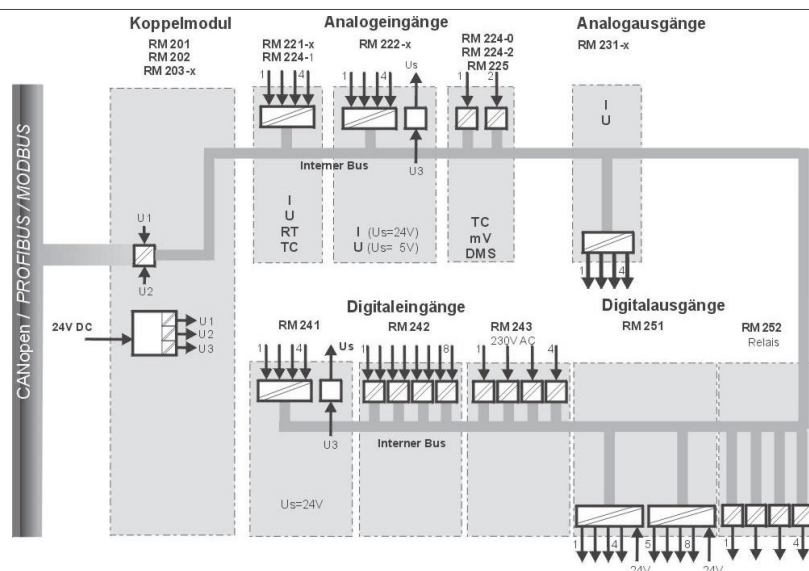 Koppelmodul
RM 201
RM 202
RM 203-x
Analogeingänge
RM 221-x
RM 224-1
1 4
RM 222-x
1 4
Us
RM 224-0
RM 224-2
RM 225
1 2
Analogausgänge
RM 231-x
I
U
Interner Bus
U3
I
U
RT
TC
I (Us=24V)
U (Us= 5V)
TC
mV
DMS
1 4
CANopen / PROFIBUS / MODBUS
U1
U2
24V DC
U1
U2
U3
Digitaleingänge
RM 241
1 4
Us
RM 242
1 8
RM 243
230V AC
1 4
Digitalausgänge
RM 251
RM 252
Relais
U3
Interner Bus
Us=24V
1 4 5 8
24V 24V
1 4